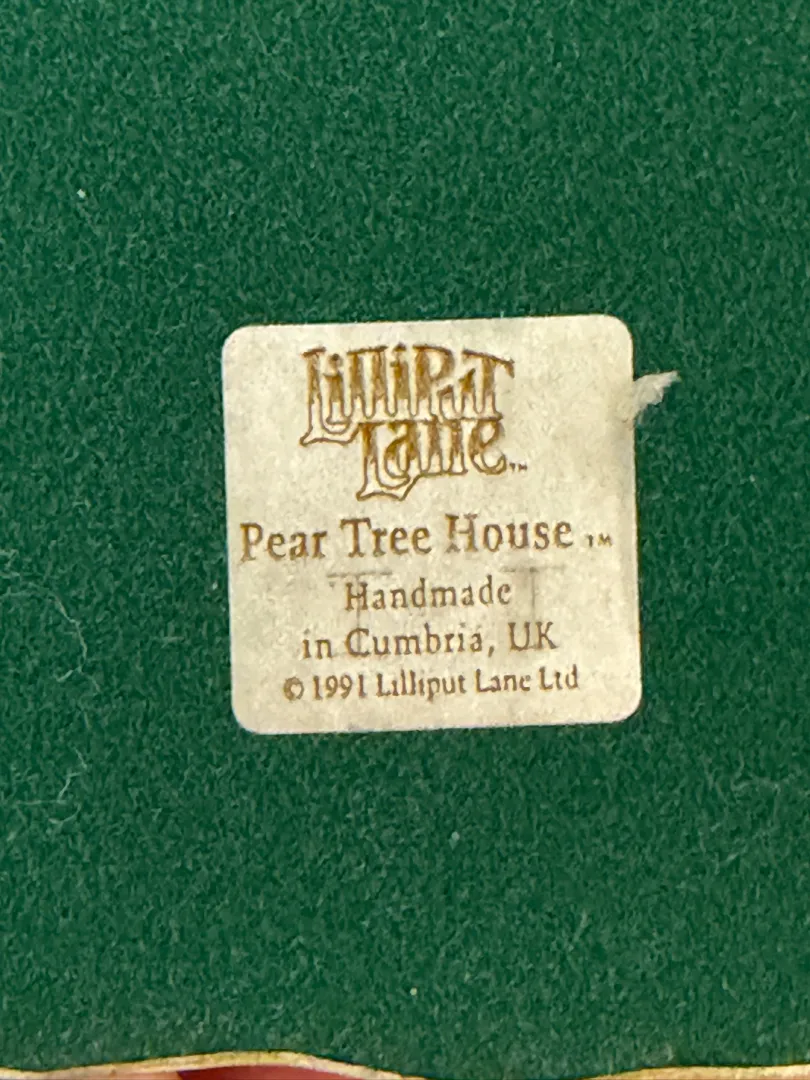 Lilliput
Lane™
Pear Tree House™
Handmade
in Cumbria, UK
© 1991 Lilliput Lane Ltd